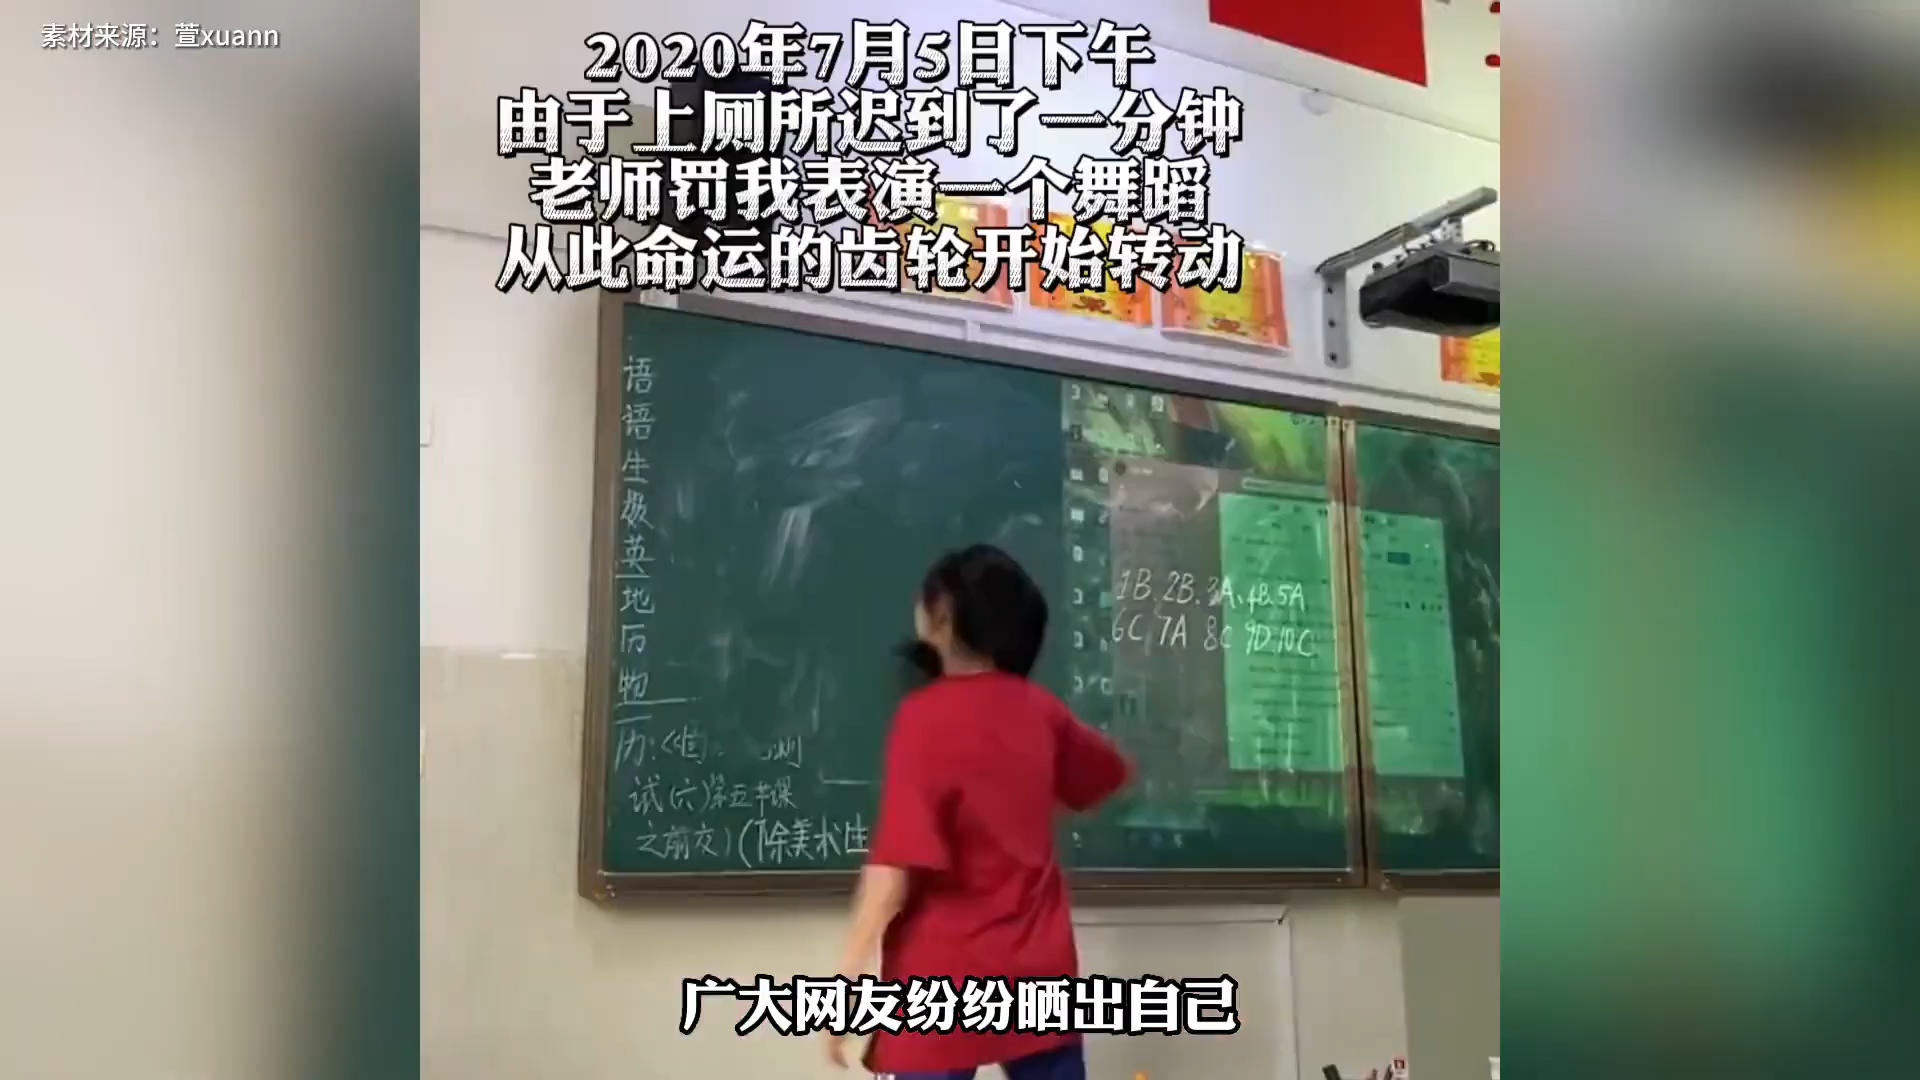 素材来源：萱xuann
2020年7月5日下午
由于上厕所迟到了一分钟
老师罚我表演一个舞蹈
从此命运的齿轮开始转动
语
语
生
数
英
地
历
物
历:
试(六)第五节课
之前交)(除美术生
1B.2B.3A.4B.5A
6C 7A 8C 9D.10C
广大网友纷纷晒出自己